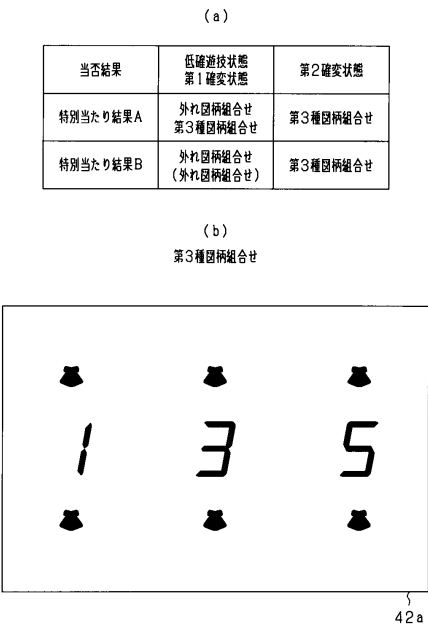 (a)
当否結果
低確遊技状態
第1確変状態
第2確変状態
特別当たり結果A
外れ図柄組合せ
第3種図柄組合せ
第3種図柄組合せ
特別当たり結果B
外れ図柄組合せ
(外れ図柄組合せ)
第3種図柄組合せ
(b)
第3種図柄組合せ
1 3 5
42a